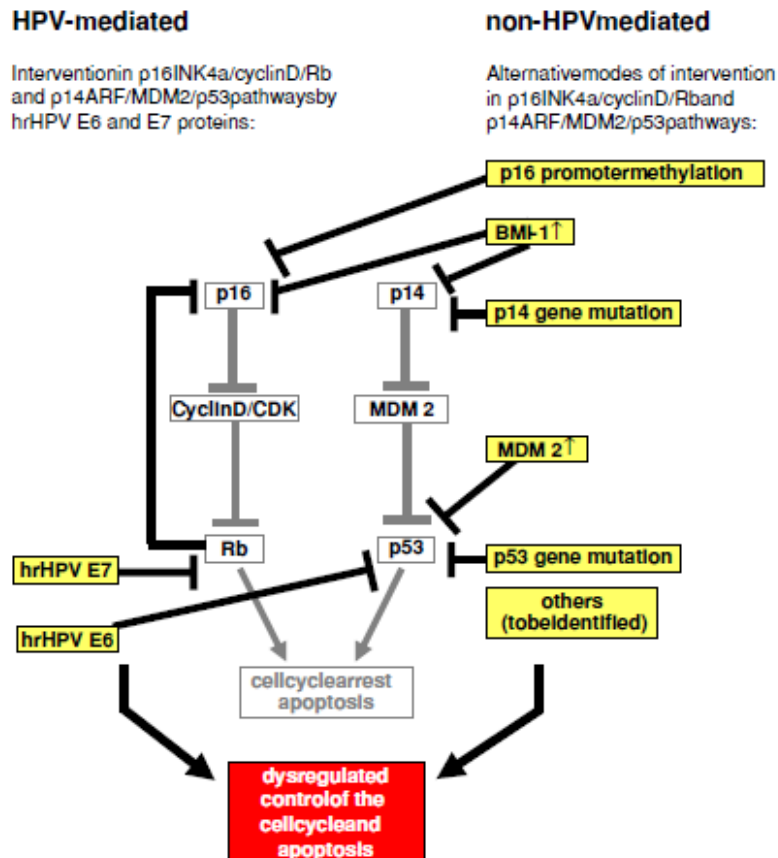 HPV-mediated
Interventionin p16INK4a/cyclinD/Rb
and p14ARF/MDM2/p53pathwaysby
hrHPV E6 and E7 proteins:
non-HPVmediated
Alternativemodes of intervention
in p16INK4a/cyclinD/Rband
p14ARF/MDM2/p53pathways:
p16 promotermethylation
BMI-1↑
p16
p14
p14 gene mutation
CyclinD/CDK
MDM 2
MDM 2↑
Rb
p53
hrHPV E7
p53 gene mutation
others
(tobeidentified)
hrHPV E6
cellcyclearrest
apoptosis
dysregulated
controlof the
cellcycleand
apoptosis